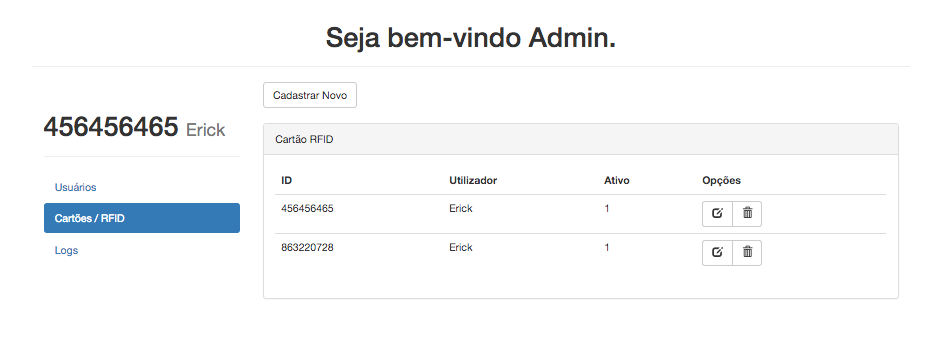 Seja bem-vindo Admin.
456456465 Erick
Usuários
Cartões / RFID
Logs
Cadastrar Novo
Cartão RFID
ID Utilizador Ativo Opções
456456465 Erick 1
863220728 Erick 1